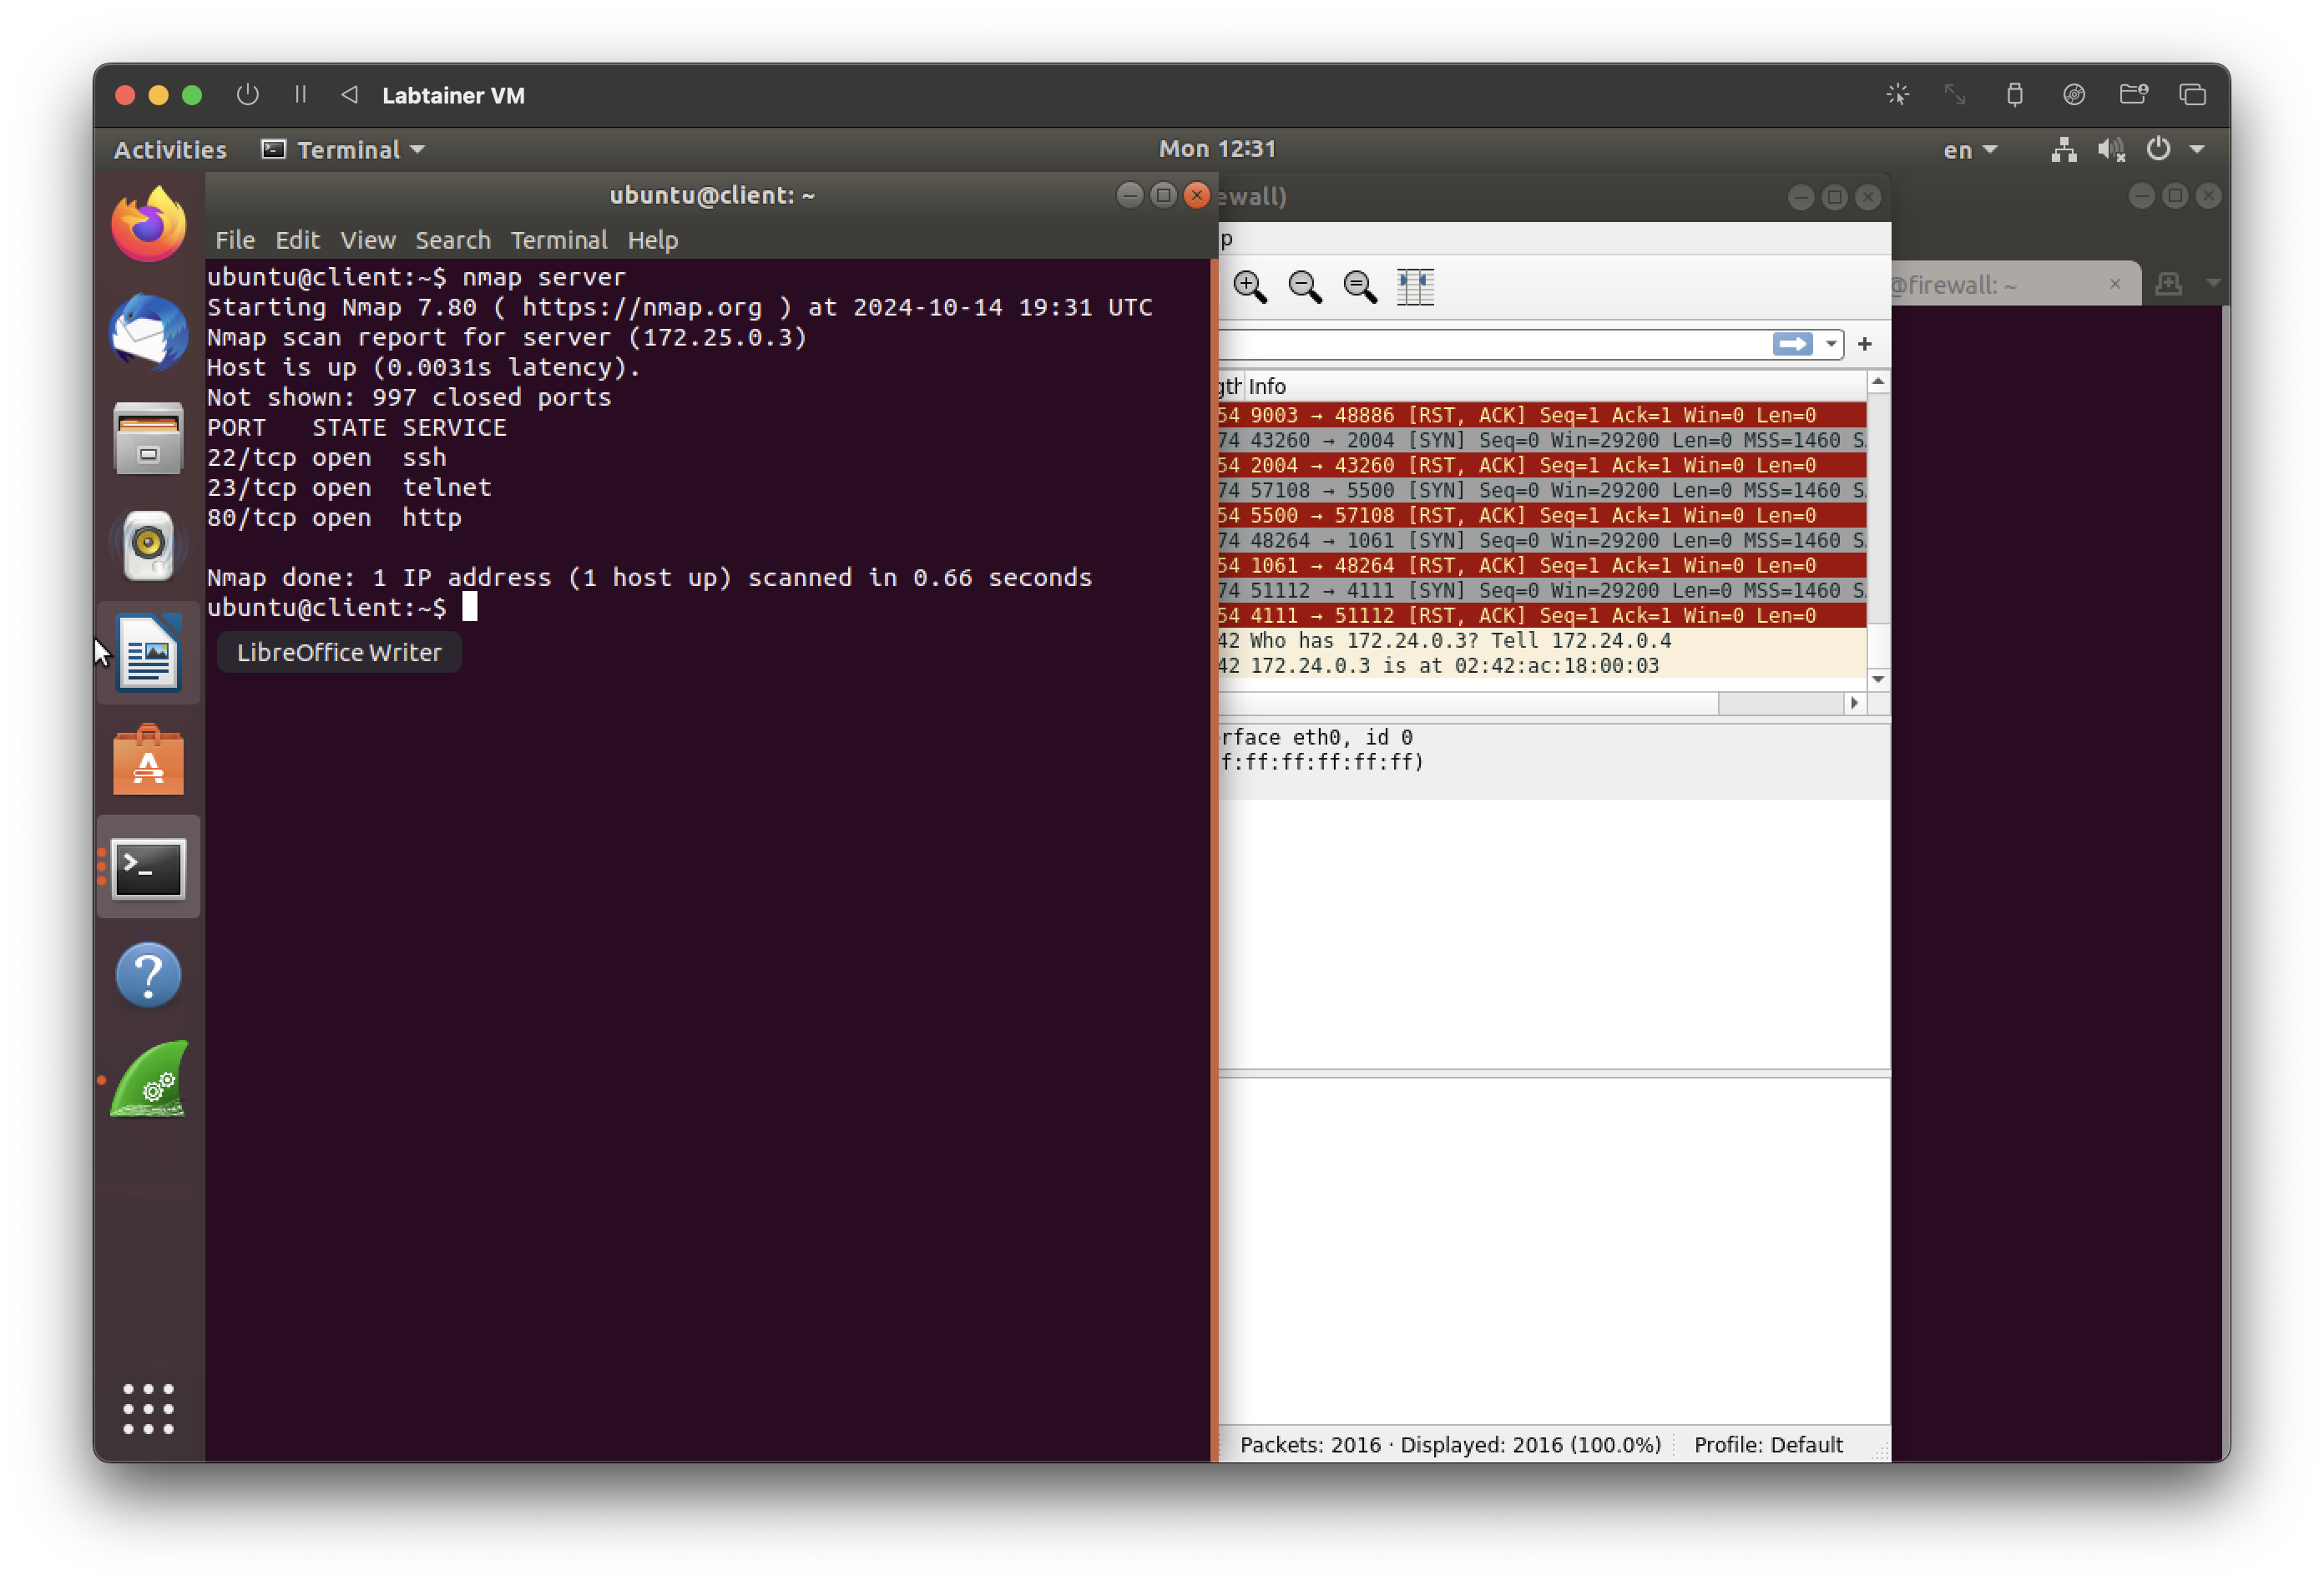 Labtainer VM
Activities Terminal Mon 12:31 en
ubuntu@client: ~
File Edit View Search Terminal Help
ubuntu@client:~$ nmap server
Starting Nmap 7.80 ( https://nmap.org ) at 2024-10-14 19:31 UTC
Nmap scan report for server (172.25.0.3)
Host is up (0.0031s latency).
Not shown: 997 closed ports
PORT   STATE SERVICE
22/tcp open  ssh
23/tcp open  telnet
80/tcp open  http
Nmap done: 1 IP address (1 host up) scanned in 0.66 seconds
ubuntu@client:~$
LibreOffice Writer
ewall)
p
gth Info
54 9003 → 48886 [RST, ACK] Seq=1 Ack=1 Win=0 Len=0
74 43260 → 2004 [SYN] Seq=0 Win=29200 Len=0 MSS=1460 S
54 2004 → 43260 [RST, ACK] Seq=1 Ack=1 Win=0 Len=0
74 57108 → 5500 [SYN] Seq=0 Win=29200 Len=0 MSS=1460 S
54 5500 → 57108 [RST, ACK] Seq=1 Ack=1 Win=0 Len=0
74 48264 → 1061 [SYN] Seq=0 Win=29200 Len=0 MSS=1460 S
54 1061 → 48264 [RST, ACK] Seq=1 Ack=1 Win=0 Len=0
74 51112 → 4111 [SYN] Seq=0 Win=29200 Len=0 MSS=1460 S
54 4111 → 51112 [RST, ACK] Seq=1 Ack=1 Win=0 Len=0
42 Who has 172.24.0.3? Tell 172.24.0.4
42 172.24.0.3 is at 02:42:ac:18:00:03
rface eth0, id 0
f:ff:ff:ff:ff:ff)
Packets: 2016 · Displayed: 2016 (100.0%) Profile: Default
@firewall: ~